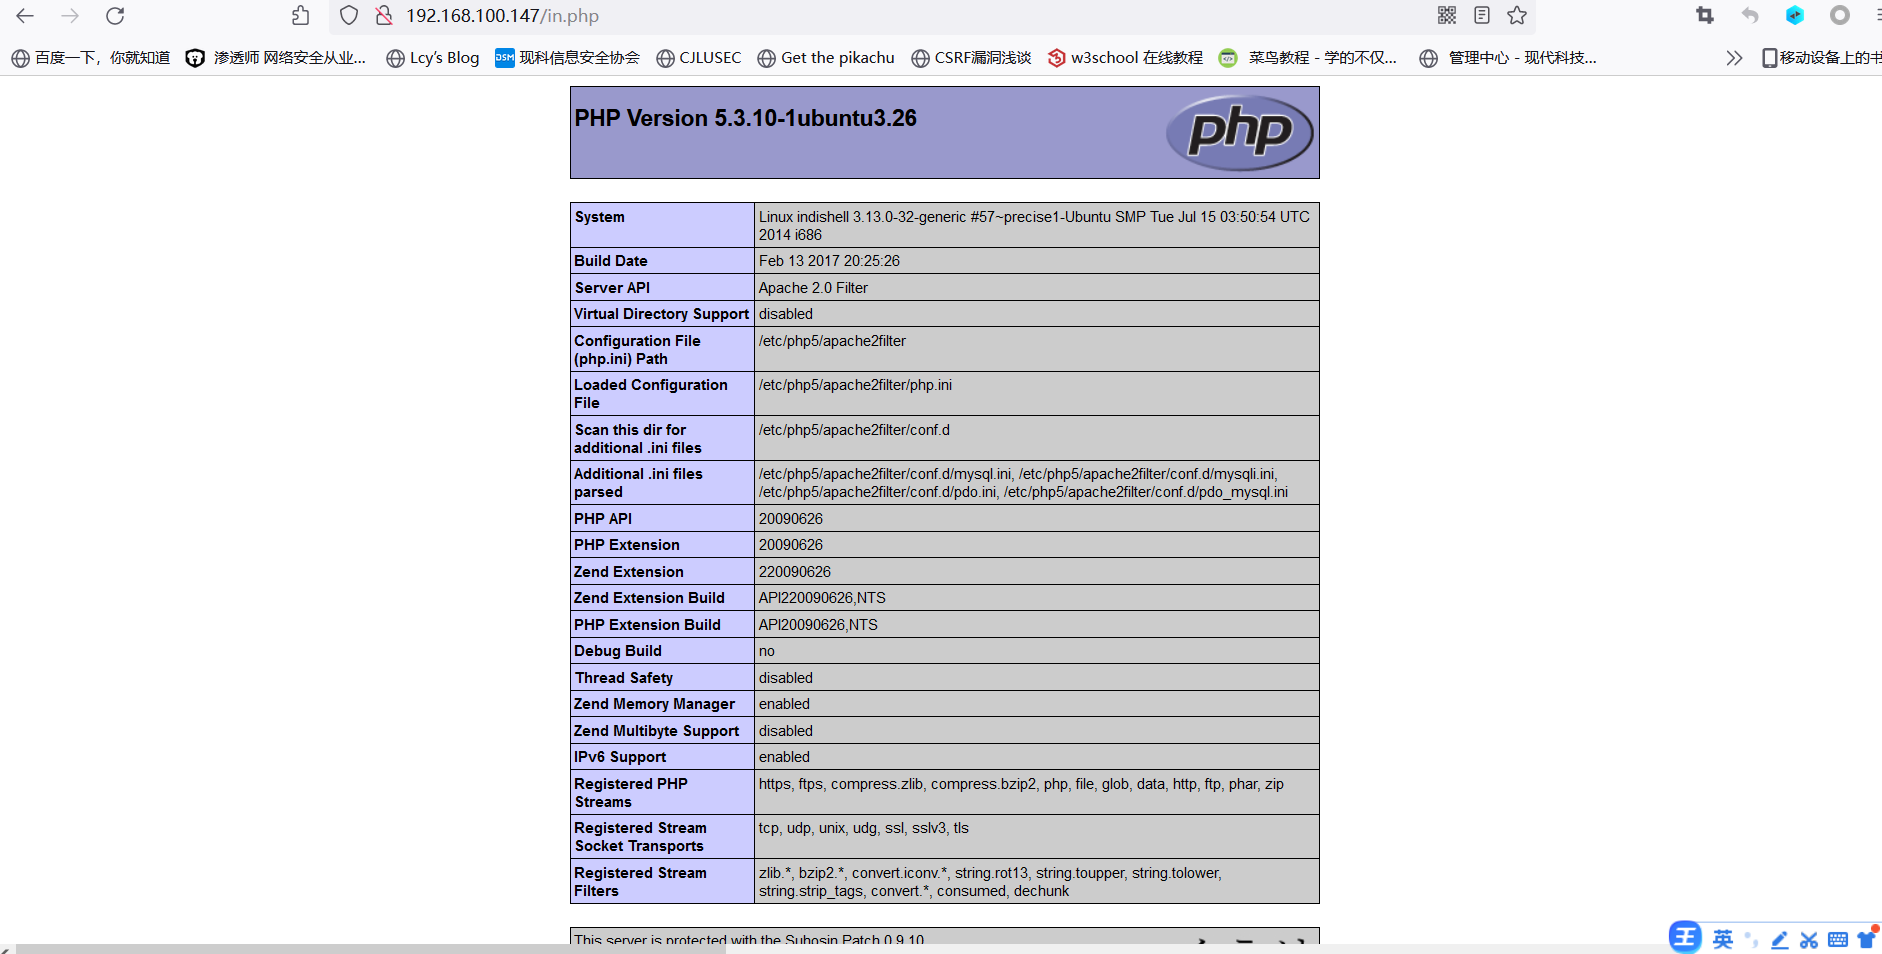 192.168.100.147/in.php
百度一下，你就知道 渗透师 网络安全从业... Lcy's Blog DSM 现科信息安全协会 CJLUSEC Get the pikachu CSRF漏洞浅谈 w3school 在线教程 菜鸟教程 - 学的不仅... 管理中心 - 现代科技... 移动设备上的书
PHP Version 5.3.10-1ubuntu3.26
php
System Linux indishell 3.13.0-32-generic #57~precise1-Ubuntu SMP Tue Jul 15 03:50:54 UTC
2014 i686
Build Date Feb 13 2017 20:25:26
Server API Apache 2.0 Filter
Virtual Directory Support disabled
Configuration File /etc/php5/apache2filter
(php.ini) Path
Loaded Configuration /etc/php5/apache2filter/php.ini
File
Scan this dir for /etc/php5/apache2filter/conf.d
additional .ini files
Additional .ini files /etc/php5/apache2filter/conf.d/mysql.ini, /etc/php5/apache2filter/conf.d/mysqli.ini,
parsed /etc/php5/apache2filter/conf.d/pdo.ini, /etc/php5/apache2filter/conf.d/pdo_mysql.ini
PHP API 20090626
PHP Extension 20090626
Zend Extension 220090626
Zend Extension Build API220090626,NTS
PHP Extension Build API20090626,NTS
Debug Build no
Thread Safety disabled
Zend Memory Manager enabled
Zend Multibyte Support disabled
IPv6 Support enabled
Registered PHP https, ftps, compress.zlib, compress.bzip2, php, file, glob, data, http, ftp, phar, zip
Streams
Registered Stream tcp, udp, unix, udg, ssl, sslv3, tls
Socket Transports
Registered Stream zlib.*, bzip2.*, convert.iconv.*, string.rot13, string.toupper, string.tolower,
Filters string.strip_tags, convert.*, consumed, dechunk
This server is protected with the Suhosin Patch 0.9.10
王 英